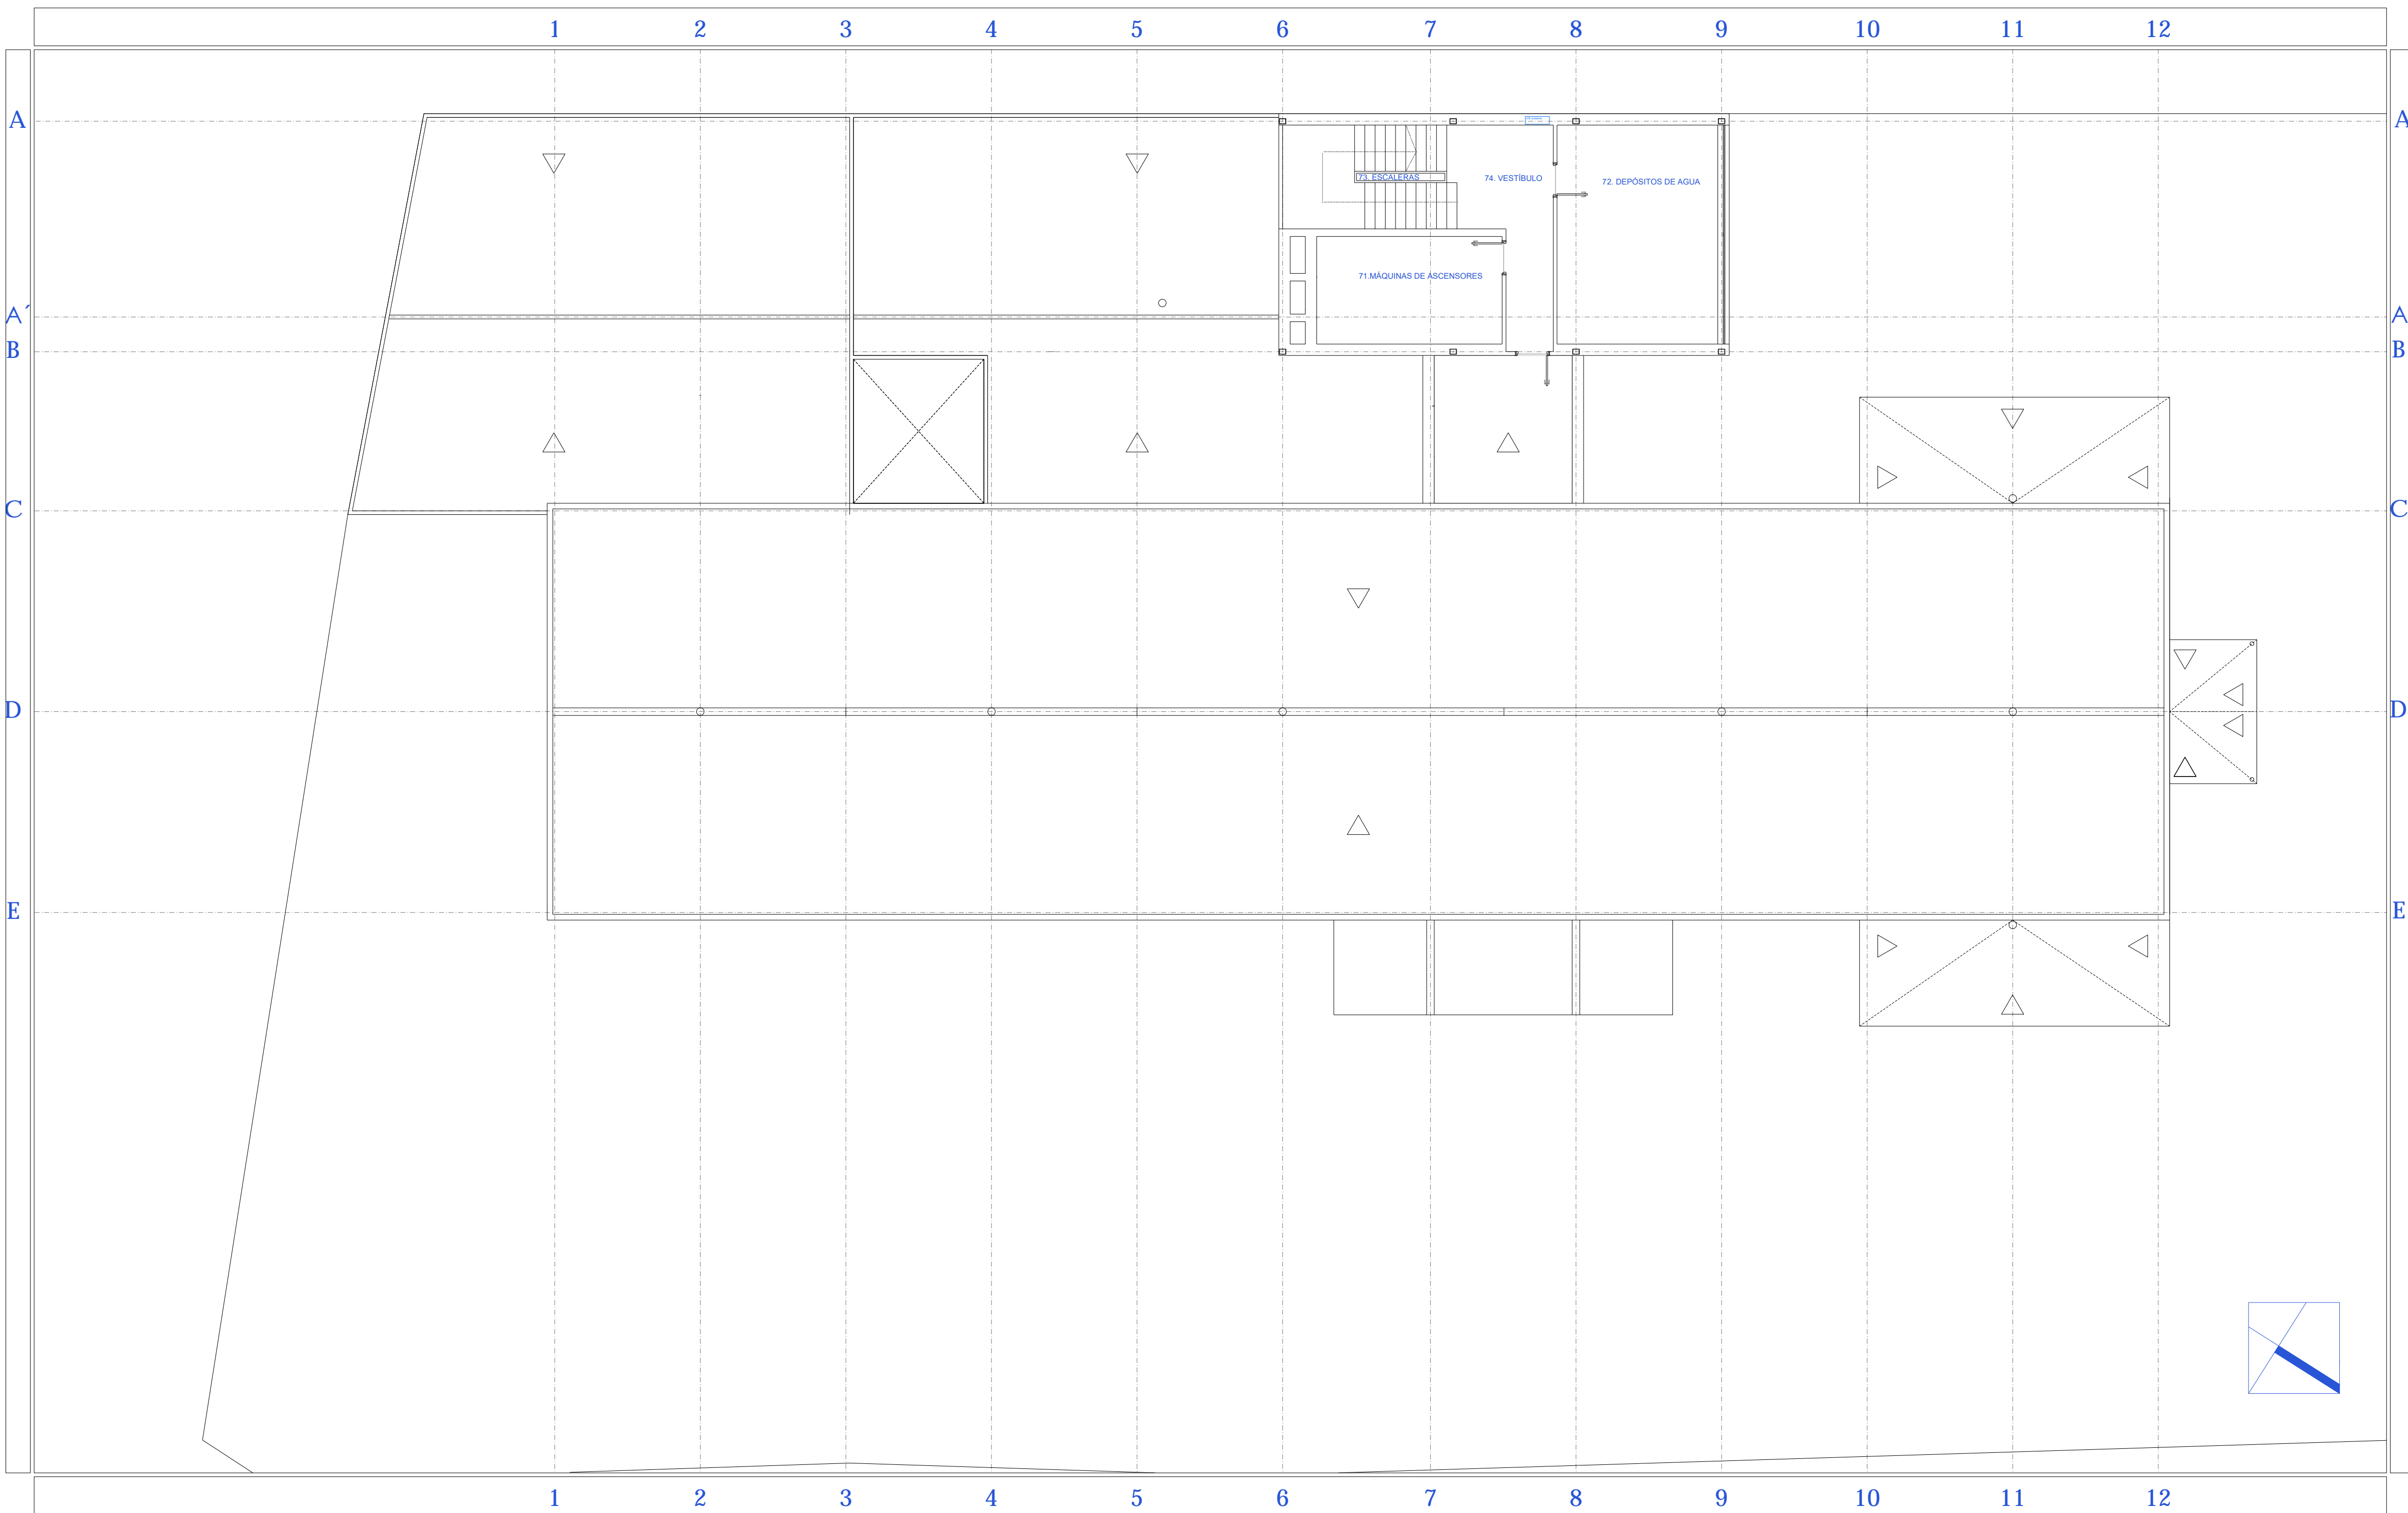 1 2 3 4 5 6 7 8 9 10 11 12
A A
73. ESCALERAS 74. VESTÍBULO 72. DEPÓSITOS DE AGUA
71.MÁQUINAS DE ASCENSORES
A´ A
B B
C C
D D
E E
1 2 3 4 5 6 7 8 9 10 11 12